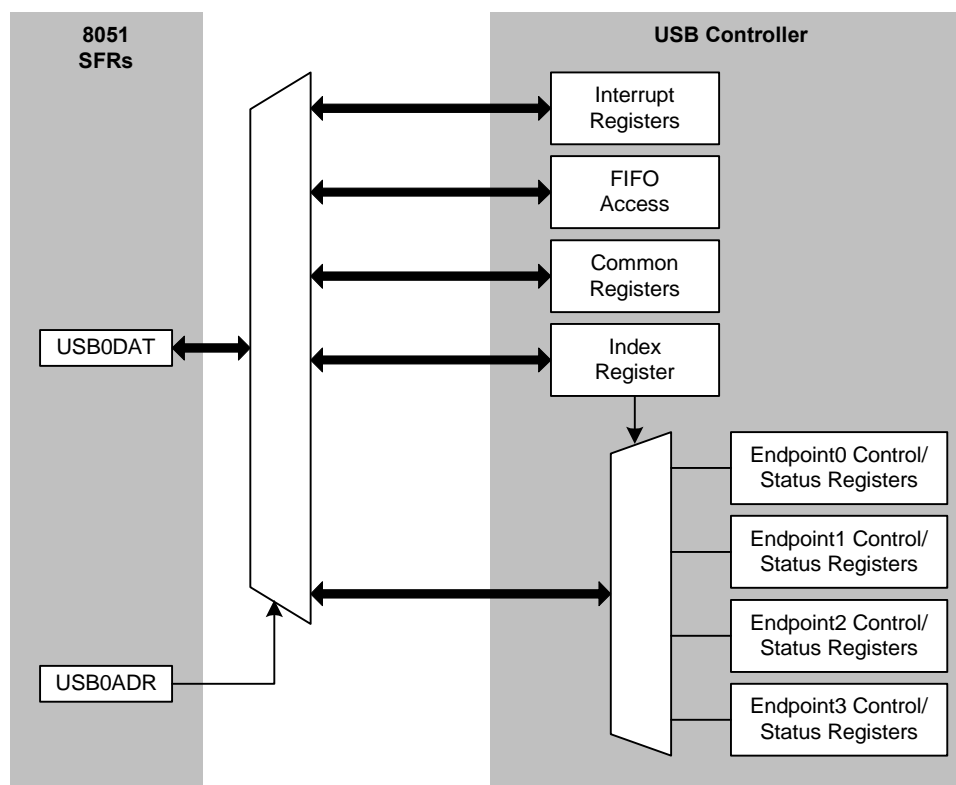 8051
SFRs
USB Controller
Interrupt
Registers
FIFO
Access
Common
Registers
USB0DAT
Index
Register
Endpoint0 Control/
Status Registers
Endpoint1 Control/
Status Registers
Endpoint2 Control/
Status Registers
USB0ADR
Endpoint3 Control/
Status Registers